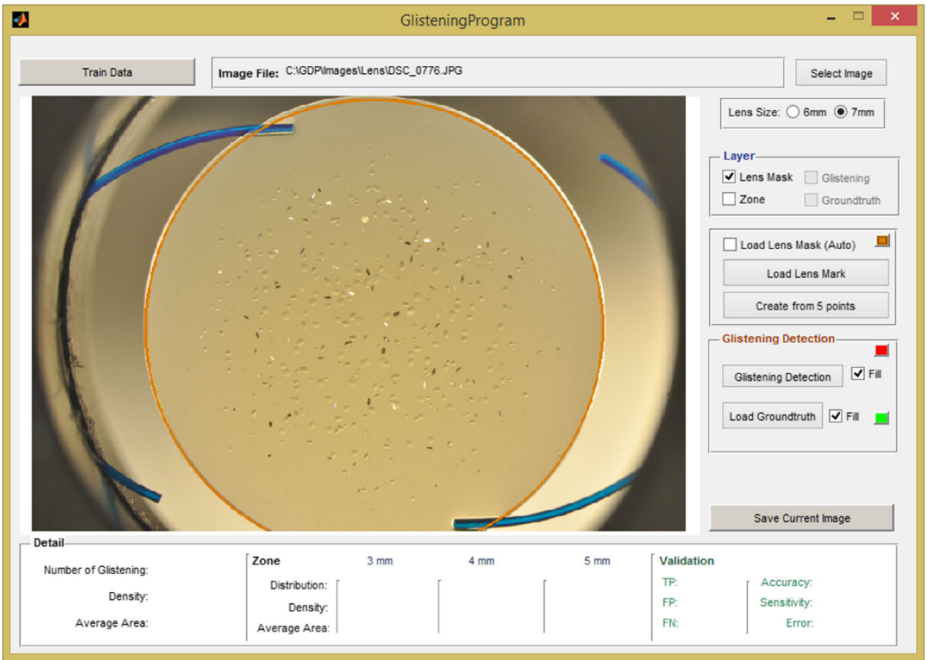 GlisteningProgram
Train Data
Image File: C:\GDP\Images\Lens\DSC_0776.JPG
Select Image
Lens Size: 6mm 7mm
Layer
Lens Mask Glistening
Zone Groundtruth
Load Lens Mask (Auto)
Load Lens Mark
Create from 5 points
Glistening Detection
Glistening Detection Fill
Load Groundtruth Fill
Save Current Image
Detail
Number of Glistening:
Density:
Average Area:
Zone 3 mm 4 mm 5 mm
Distribution:
Density:
Average Area:
Validation
TP: Accuracy:
FP: Sensitivity:
FN: Error: